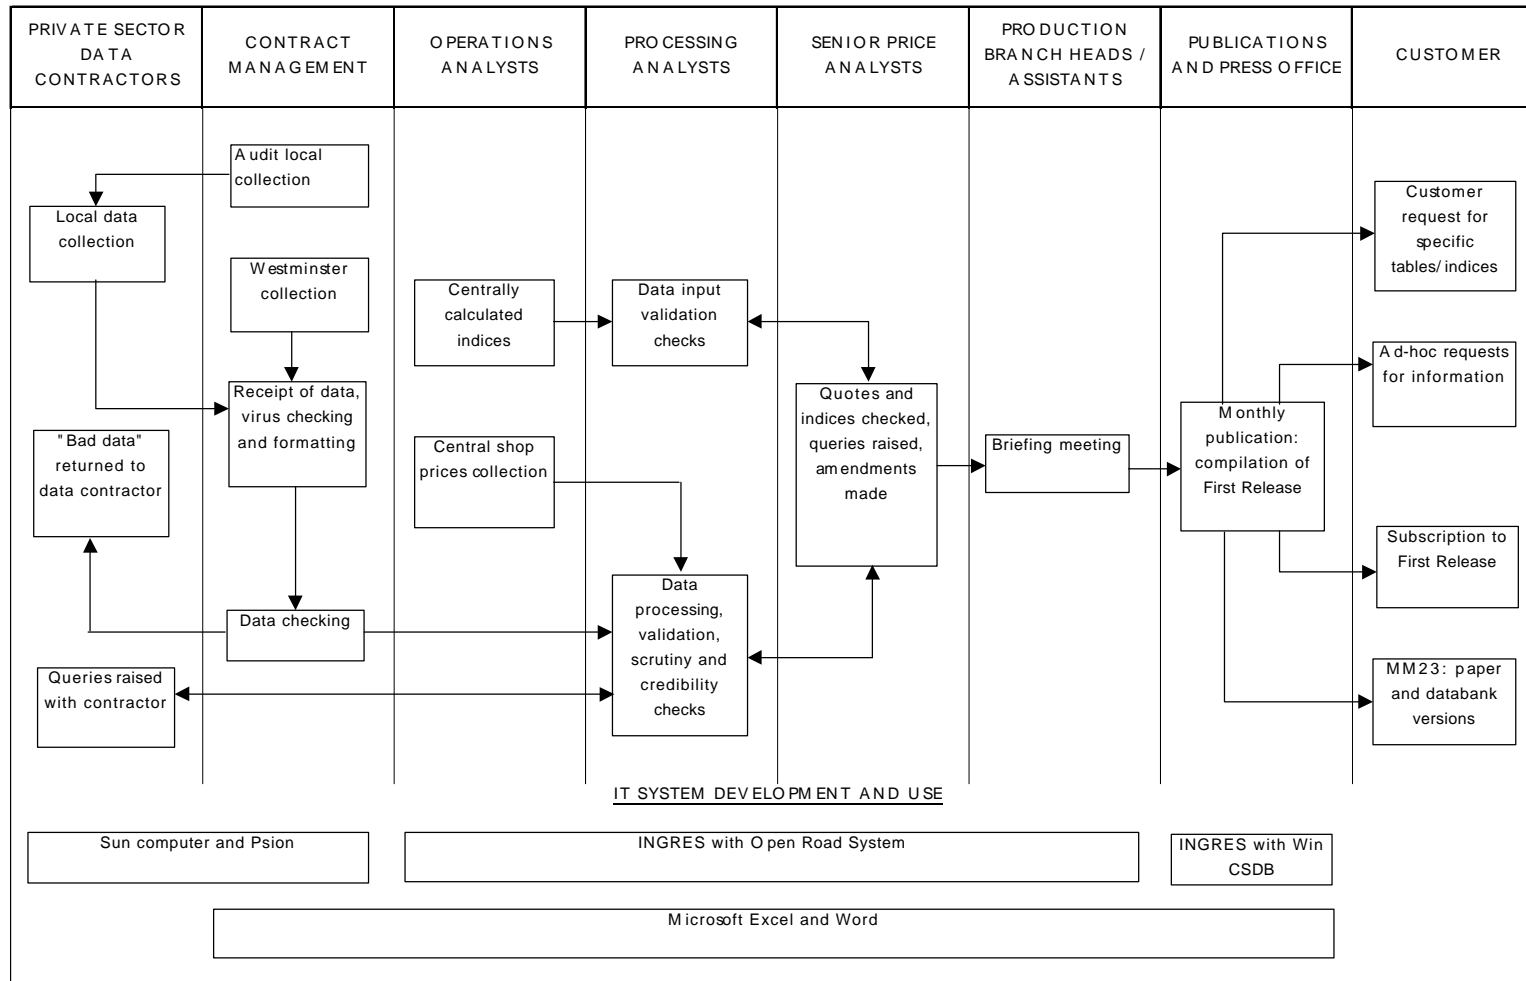 PRIVATE SECTOR
DATA
CONTRACTORS
CONTRACT
MANAGEMENT
OPERATIONS
ANALYSTS
PROCESSING
ANALYSTS
SENIOR PRICE
ANALYSTS
PRODUCTION
BRANCH HEADS /
ASSISTANTS
PUBLICATIONS
AND PRESS OFFICE
CUSTOMER
Local data
collection
"Bad data"
returned to
data contractor
Queries raised
with contractor
Audit local
collection
Westminster
collection
Receipt of data,
virus checking
and formatting
Data checking
Centrally
calculated
indices
Central shop
prices collection
Data input
validation
checks
Data
processing,
validation,
scrutiny and
credibility
checks
Quotes and
indices checked,
queries raised,
amendments
made
Briefing meeting
Monthly
publication:
compilation of
First Release
Customer
request for
specific
tables/indices
Ad-hoc requests
for information
Subscription to
First Release
MM23: paper
and databank
versions
IT SYSTEM DEVELOPMENT AND USE
Sun computer and Psion
INGRES with Open Road System
INGRES with Win
CSDB
Microsoft Excel and Word